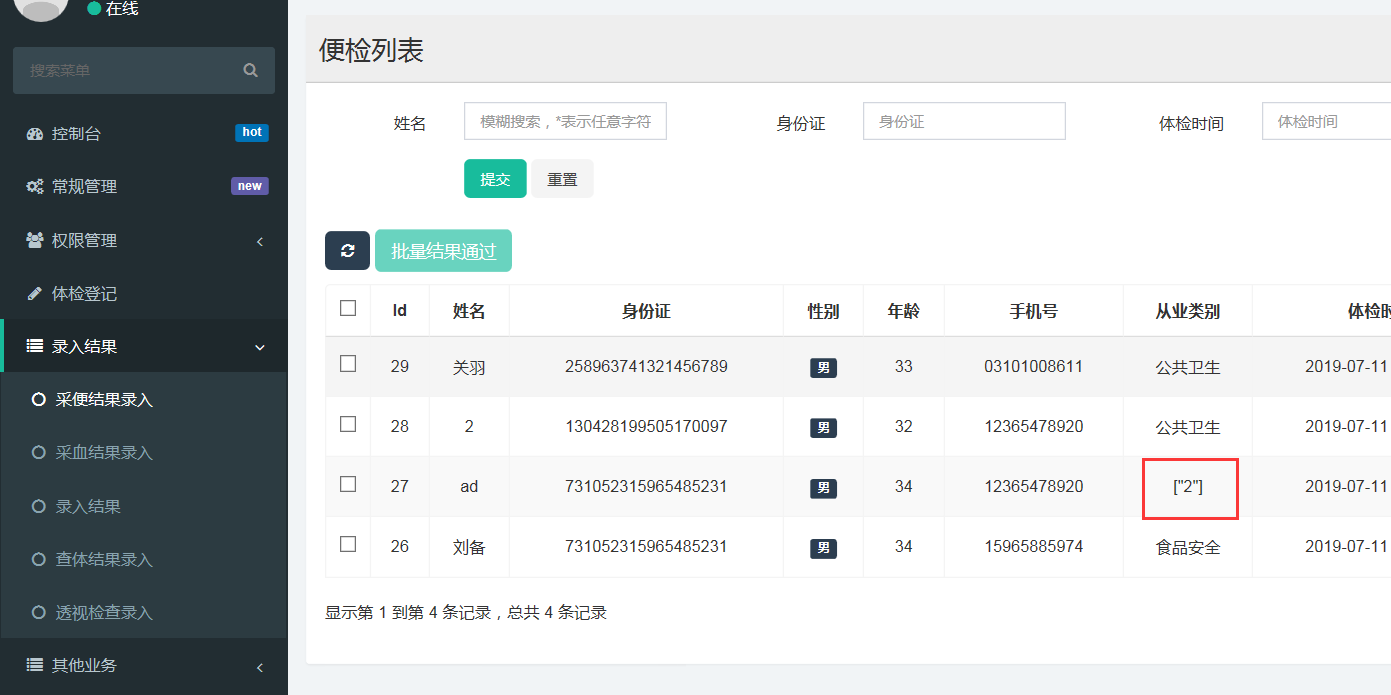 在线
搜索菜单
控制台 hot
常规管理 new
权限管理
体检登记
录入结果
采便结果录入
采血结果录入
录入结果
查体结果录入
透视检查录入
其他业务
便检列表
姓名 模糊搜索，*表示任意字符 身份证 身份证 体检时间 体检时间
提交 重置
批量结果通过
Id 姓名 身份证 性别 年龄 手机号 从业类别 体检时
29 关羽 258963741321456789 男 33 03101008611 公共卫生 2019-07-11
28 2 130428199505170097 男 32 12365478920 公共卫生 2019-07-11
27 ad 731052315965485231 男 34 12365478920 ["2"] 2019-07-11
26 刘备 731052315965485231 男 34 15965885974 食品安全 2019-07-11
显示第 1 到第 4 条记录，总共 4 条记录